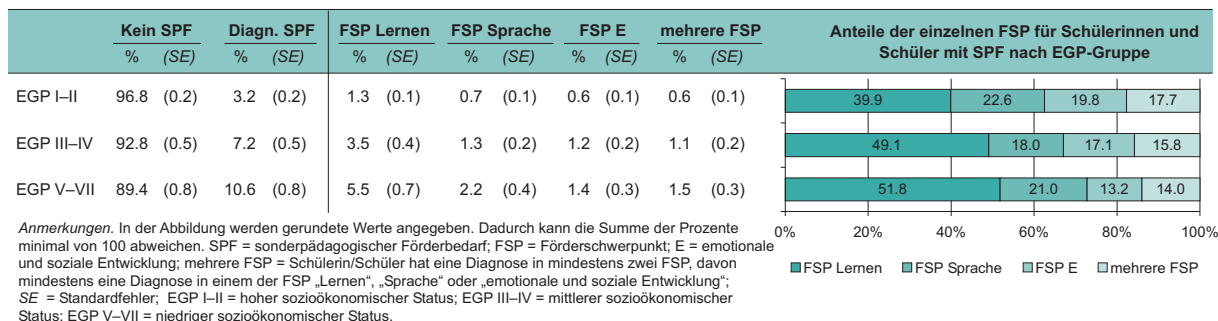 Kein SPF Diagn. SPF FSP Lernen FSP Sprache FSP E mehrere FSP Anteile der einzelnen FSP für Schülerinnen und
Schüler mit SPF nach EGP-Gruppe
% (SE) % (SE) % (SE) % (SE) % (SE) % (SE)
EGP I–II 96.8 (0.2) 3.2 (0.2) 1.3 (0.1) 0.7 (0.1) 0.6 (0.1) 0.6 (0.1) 39.9 22.6 19.8 17.7
EGP III–IV 92.8 (0.5) 7.2 (0.5) 3.5 (0.4) 1.3 (0.2) 1.2 (0.2) 1.1 (0.2) 49.1 18.0 17.1 15.8
EGP V–VII 89.4 (0.8) 10.6 (0.8) 5.5 (0.7) 2.2 (0.4) 1.4 (0.3) 1.5 (0.3) 51.8 21.0 13.2 14.0
0% 20% 40% 60% 80% 100%
FSP Lernen FSP Sprache FSP E mehrere FSP
Anmerkungen. In der Abbildung werden gerundete Werte angegeben. Dadurch kann die Summe der Prozente
minimal von 100 abweichen. SPF = sonderpädagogischer Förderbedarf; FSP = Förderschwerpunkt; E = emotionale
und soziale Entwicklung; mehrere FSP = Schülerin/Schüler hat eine Diagnose in mindestens zwei FSP, davon
mindestens eine Diagnose in einem der FSP „Lernen“, „Sprache“ oder „emotionale und soziale Entwicklung“;
SE = Standardfehler; EGP I–II = hoher sozioökonomischer Status; EGP III–IV = mittlerer sozioökonomischer
Status; EGP V–VII = niedriger sozioökonomischer Status.